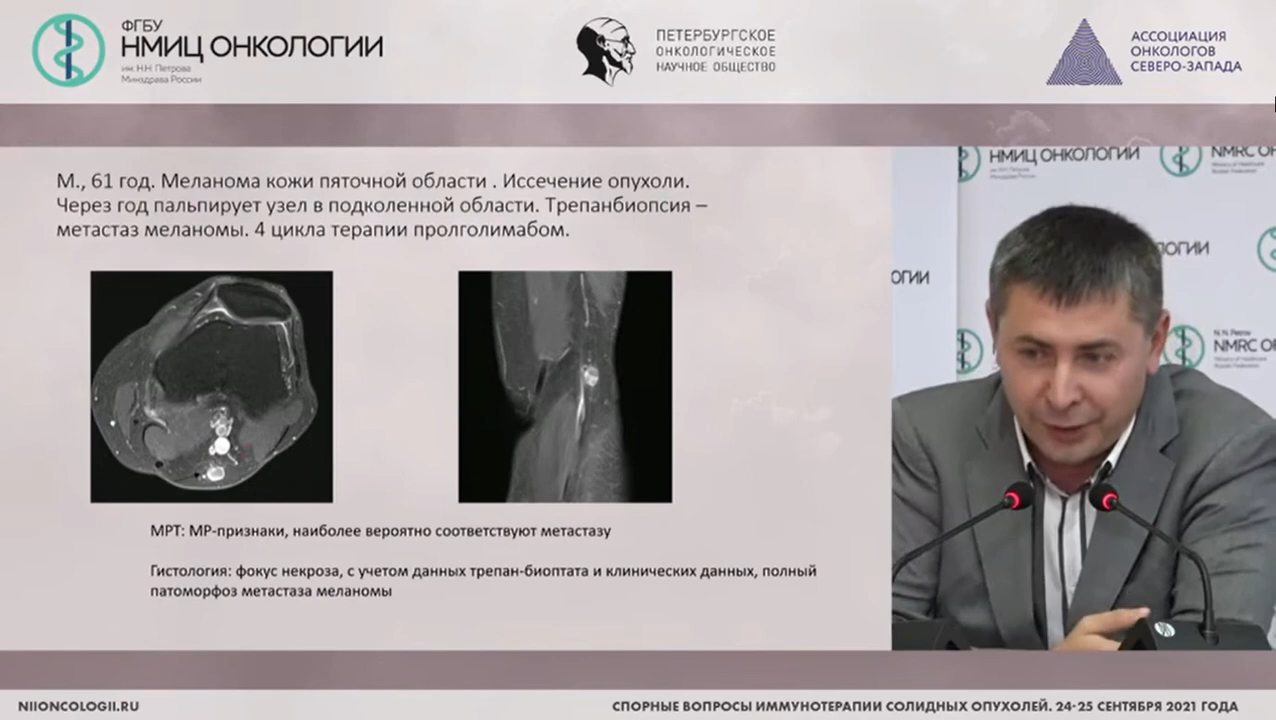 ФГБУ
НМИЦ ОНКОЛОГИИ
им. Н.Н. Петрова
Минздрава России
ПЕТЕРБУРГСКОЕ
ОНКОЛОГИЧЕСКОЕ
НАУЧНОЕ ОБЩЕСТВО
АССОЦИАЦИЯ
ОНКОЛОГОВ
СЕВЕРО-ЗАПАДА
М., 61 год. Меланома кожи пяточной области . Иссечение опухоли.
Через год пальпирует узел в подколенной области. Трепанбиопсия –
метастаз меланомы. 4 цикла терапии пролголимабом.
МРТ: МР-признаки, наиболее вероятно соответствуют метастазу
Гистология: фокус некроза, с учетом данных трепан-биоптата и клинических данных, полный
патоморфоз метастаза меланомы
НМИЦ ОНКОЛОГИИ
NMRC
ОГИИ
N.N. Petrov
NMRC
NIIONCOLOGII.RU
СПОРНЫЕ ВОПРОСЫ ИММУНОТЕРАПИИ СОЛИДНЫХ ОПУХОЛЕЙ. 24-25 СЕНТЯБРЯ 2021 ГОДА